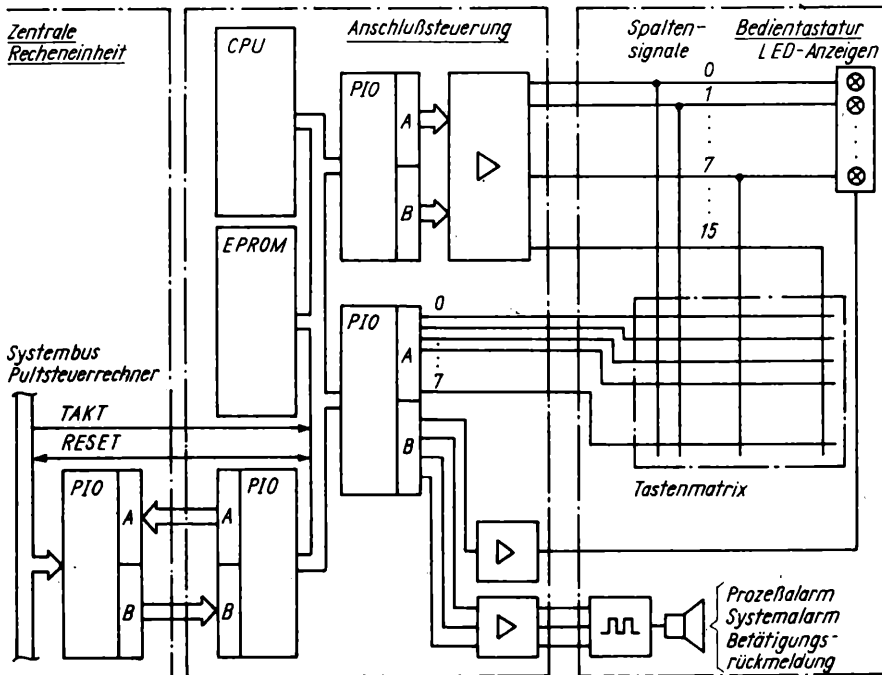 Zentrale
Recheneinheit
Anschlußsteuerung
Spalten-
signale
Bedientastatur
LED-Anzeigen
CPU
PIO
A
B
0
1
7
15
EPROM
PIO
A
B
0
7
Systembus
Pultsteuerrechner
TAKT
RESET
PIO
A
B
PIO
A
B
Tastenmatrix
Prozeßalarm
Systemalarm
Betätigungs-
rückmeldung